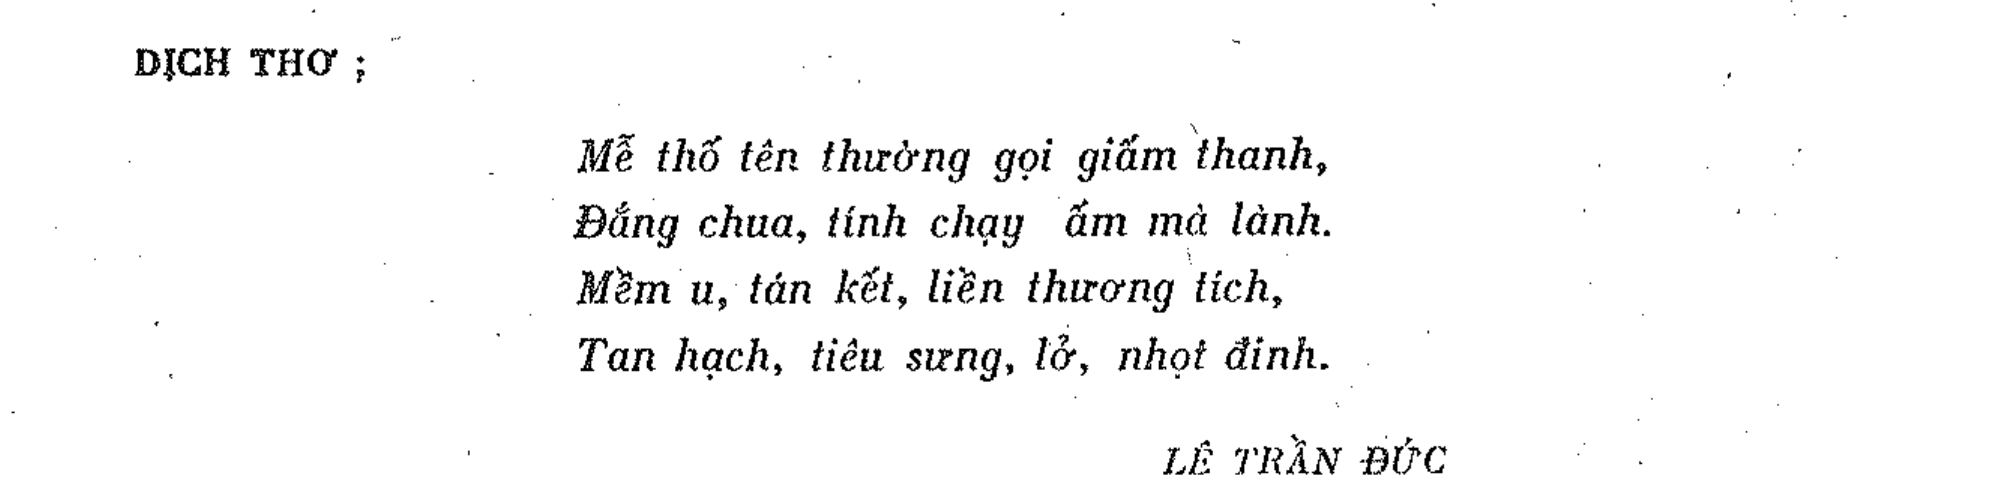 DỊCH THƠ ;
Mễ thố tên thường gọi giấm thanh,
Đắng chua, tính chạy ấm mà lành.
Mềm u, tán kết, liền thương tích,
Tan hạch, tiêu sưng, lở, nhọt đinh.
LÊ TRẦN ĐỨC